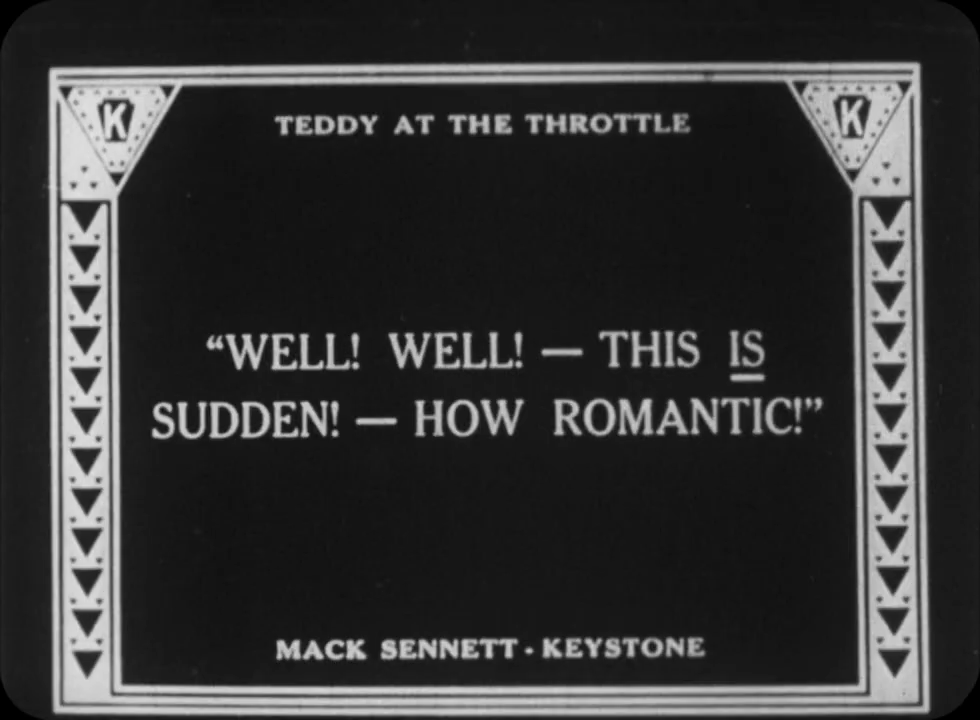 K K
TEDDY AT THE THROTTLE
“WELL! WELL! — THIS IS
SUDDEN! — HOW ROMANTIC!”
MACK SENNETT · KEYSTONE